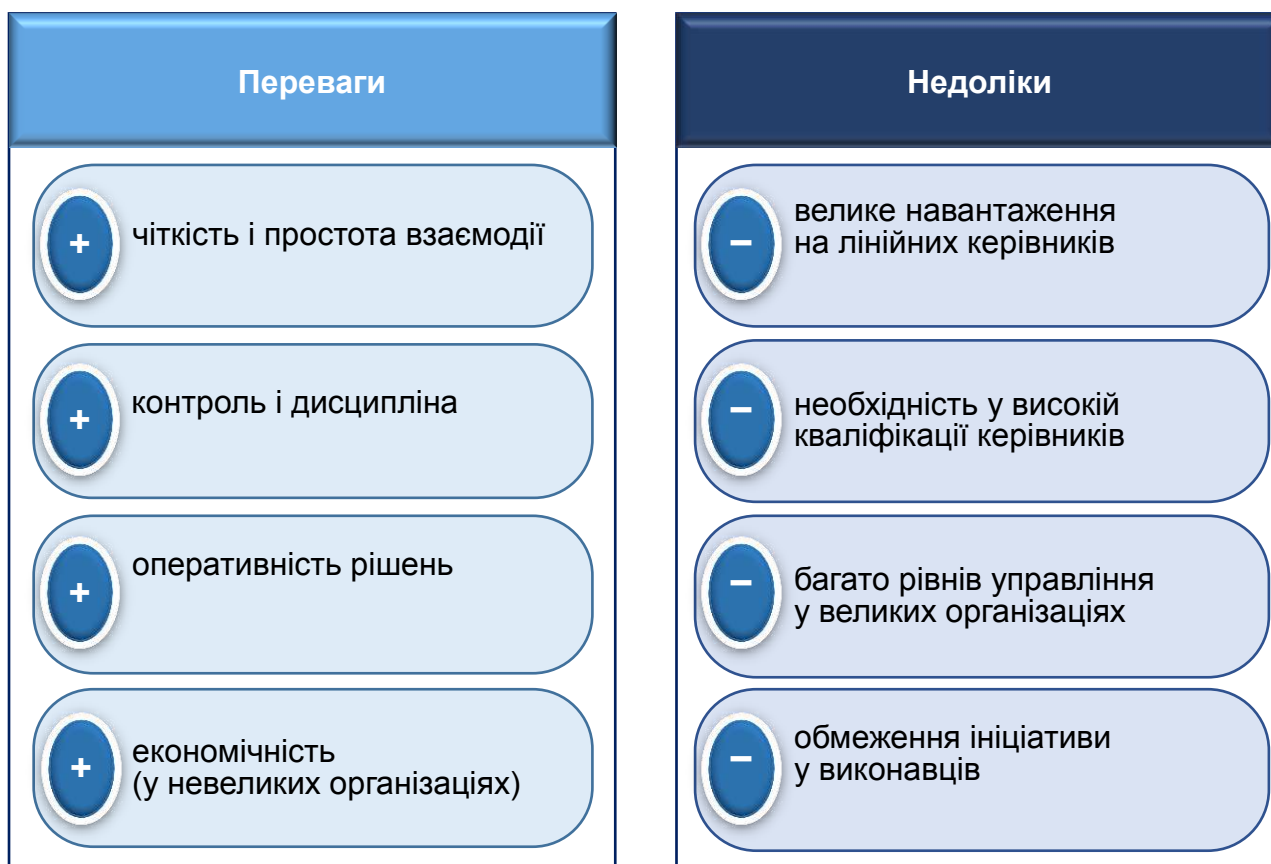 Переваги
+
чіткість і простота взаємодії
+
контроль і дисципліна
+
оперативність рішень
+
економічність
(у невеликих організаціях)
Недоліки
–
велике навантаження
на лінійних керівників
–
необхідність у високій
кваліфікації керівників
–
багато рівнів управління
у великих організаціях
–
обмеження ініціативи
у виконавців